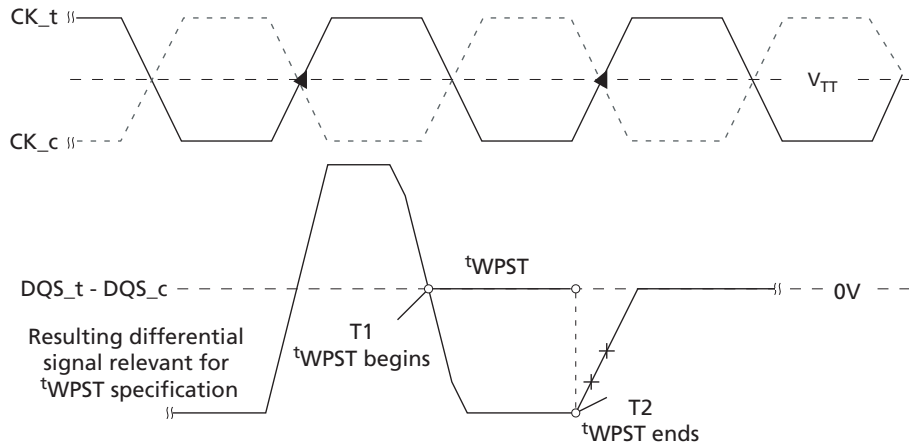 CK_t
V_TT
CK_c
tWPST
DQS_t - DQS_c
0V
T1
tWPST begins
Resulting differential
signal relevant for
tWPST specification
T2
tWPST ends